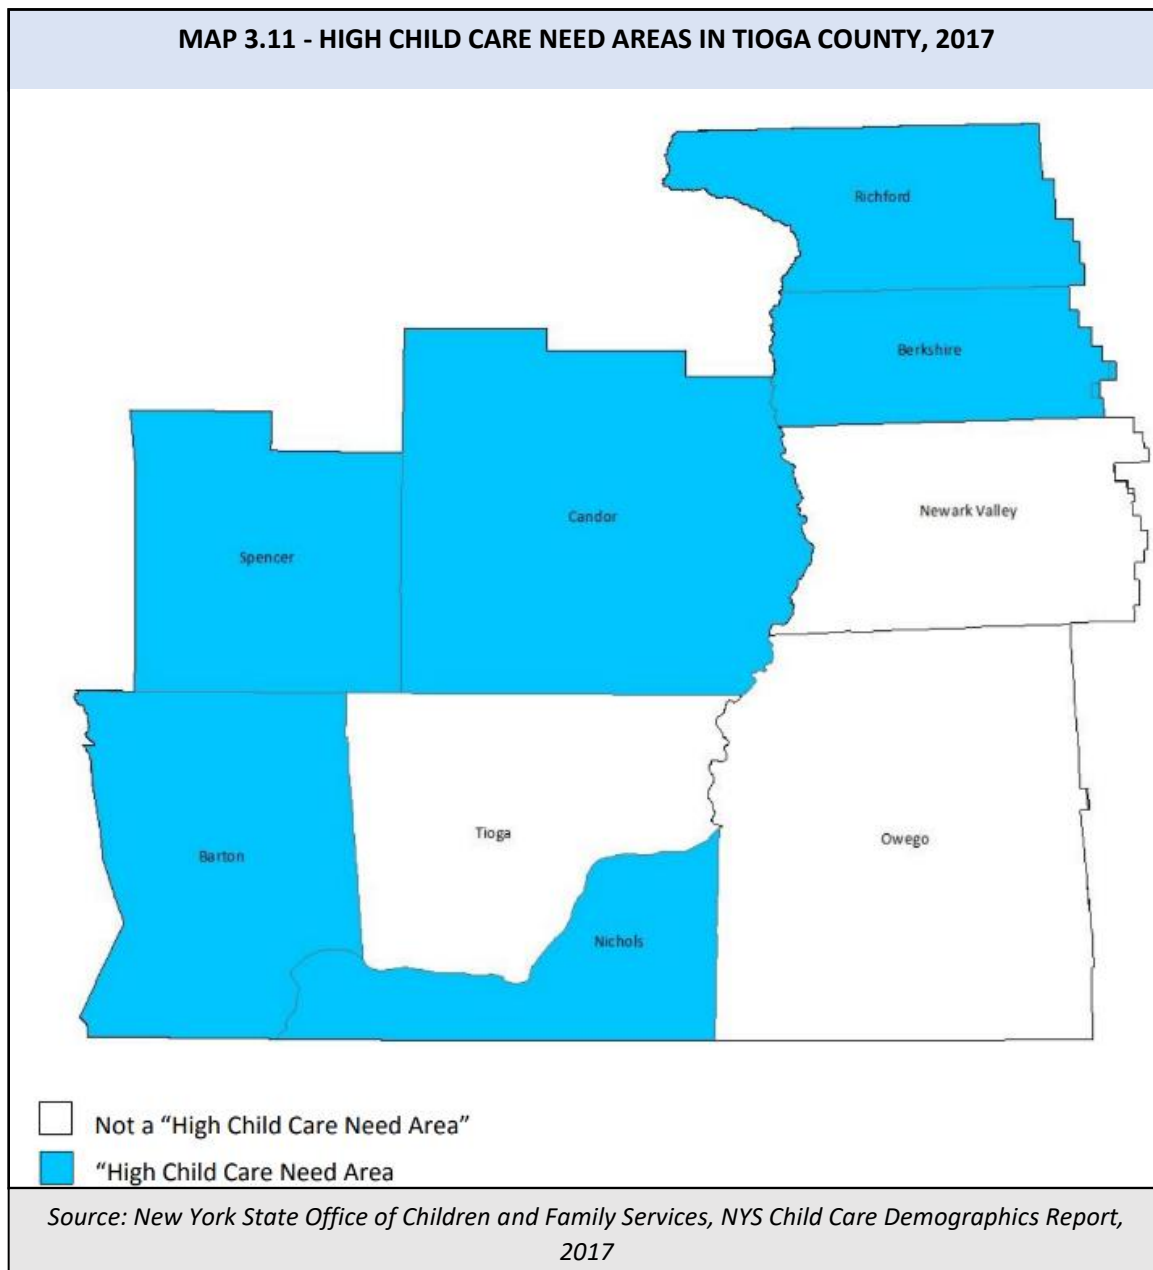 MAP 3.11 - HIGH CHILD CARE NEED AREAS IN TIOGA COUNTY, 2017
Richford
Berkshire
Newark Valley
Candor
Spencer
Tioga
Owego
Barton
Nichols
Not a “High Child Care Need Area”
“High Child Care Need Area
Source: New York State Office of Children and Family Services, NYS Child Care Demographics Report,
2017